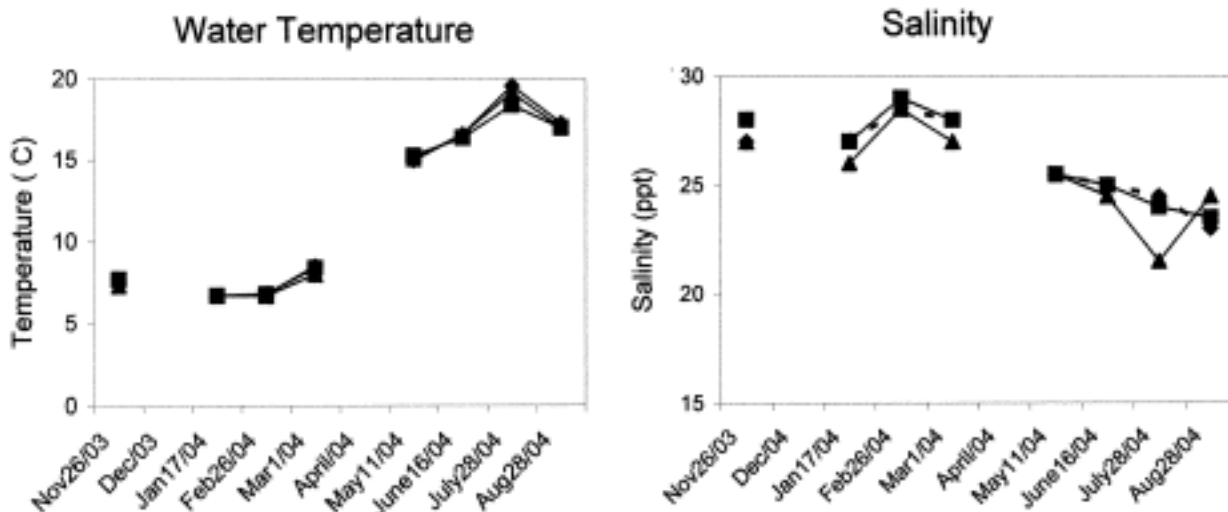 Water Temperature
Temperature ( C)
20
15
10
5
0
Nov26/03
Dec/03
Jan17/04
Feb26/04
Mar1/04
April/04
May11/04
June16/04
July28/04
Aug28/04
Salinity
Salinity (ppt)
30
25
20
15
Nov26/03
Dec/04
Jan17/04
Feb26/04
Mar1/04
April/04
May11/04
June16/04
July28/04
Aug28/04